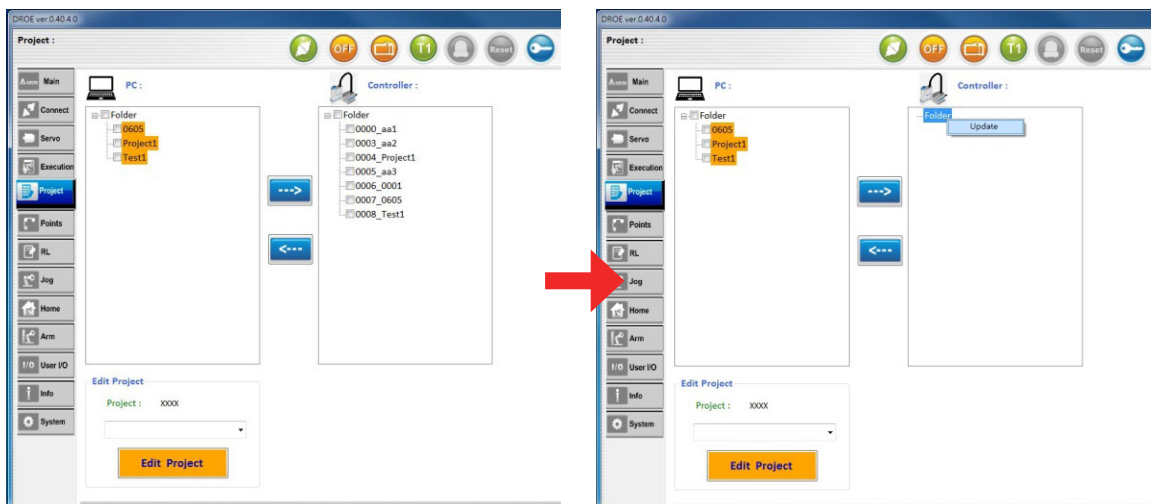 DROE ver.0.40.4.0
Project :
OFF
T1
Reset
Main
Connect
Servo
Execution
Project
Points
RL
Jog
Home
Arm
I/O User I/O
Info
System
PC :
Folder
0605
Project1
Test1
--->
<---
Controller :
Folder
0000_aa1
0003_aa2
0004_Project1
0005_aa3
0006_0001
0007_0605
0008_Test1
Edit Project
Project : XXXX
Edit Project
DROE ver.0.40.4.0
Project :
OFF
T1
Reset
Main
Connect
Servo
Execution
Project
Points
RL
Jog
Home
Arm
I/O User I/O
Info
System
PC :
Folder
0605
Project1
Test1
--->
<---
Controller :
Folder
Update
Edit Project
Project : XXXX
Edit Project